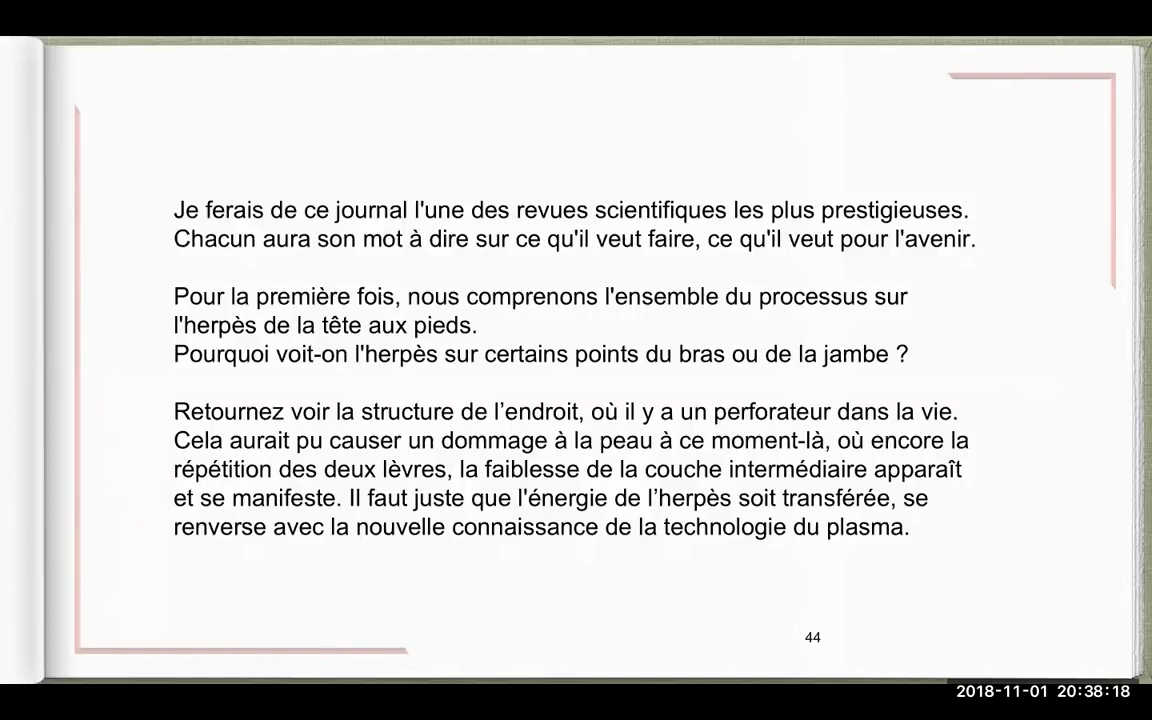 Je ferais de ce journal l'une des revues scientifiques les plus prestigieuses.
Chacun aura son mot à dire sur ce qu'il veut faire, ce qu'il veut pour l'avenir.
Pour la première fois, nous comprenons l'ensemble du processus sur
l'herpès de la tête aux pieds.
Pourquoi voit-on l'herpès sur certains points du bras ou de la jambe ?
Retournez voir la structure de l’endroit, où il y a un perforateur dans la vie.
Cela aurait pu causer un dommage à la peau à ce moment-là, où encore la
répétition des deux lèvres, la faiblesse de la couche intermédiaire apparaît
et se manifeste. Il faut juste que l'énergie de l’herpès soit transférée, se
renverse avec la nouvelle connaissance de la technologie du plasma.
44
2018-11-01 20:38:18